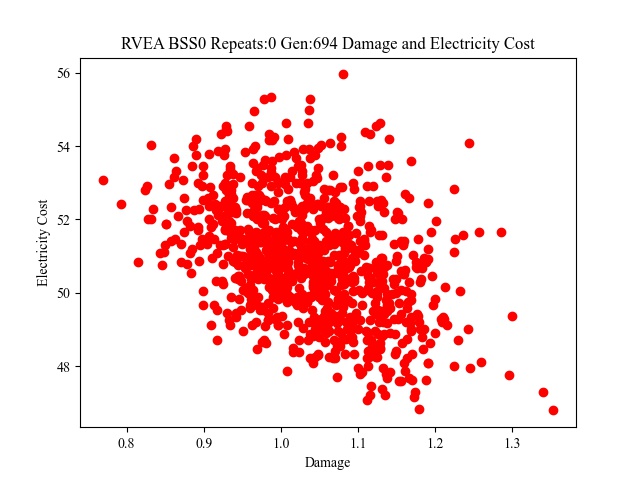 RVEA BSS0 Repeats:0 Gen:694 Damage and Electricity Cost
56
54
52
50
48
Electricity Cost
0.8 0.9 1.0 1.1 1.2 1.3
Damage